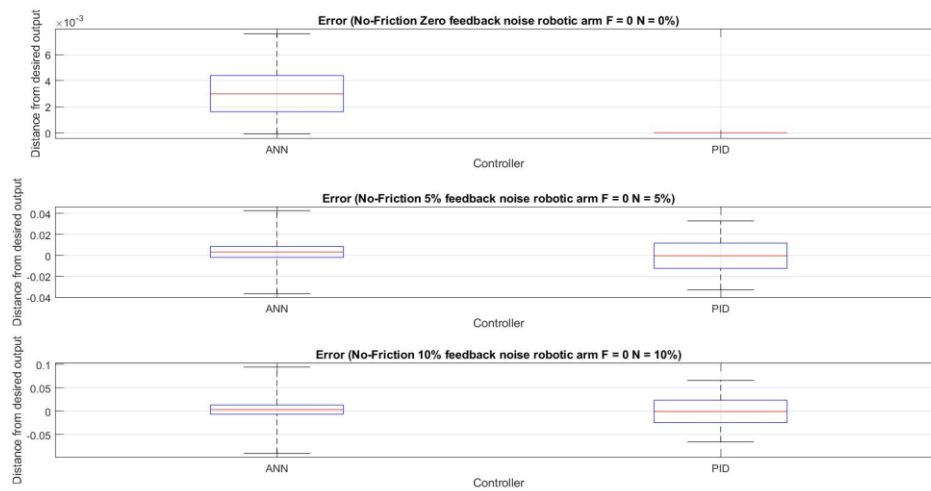 Error (No-Friction Zero feedback noise robotic arm F = 0 N = 0%)
×10⁻³
Distance from desired output
6
4
2
0
ANN
PID
Controller
Error (No-Friction 5% feedback noise robotic arm F = 0 N = 5%)
Distance from desired output
0.04
0.02
0
-0.02
-0.04
ANN
PID
Controller
Error (No-Friction 10% feedback noise robotic arm F = 0 N = 10%)
Distance from desired output
0.1
0.05
0
-0.05
ANN
PID
Controller